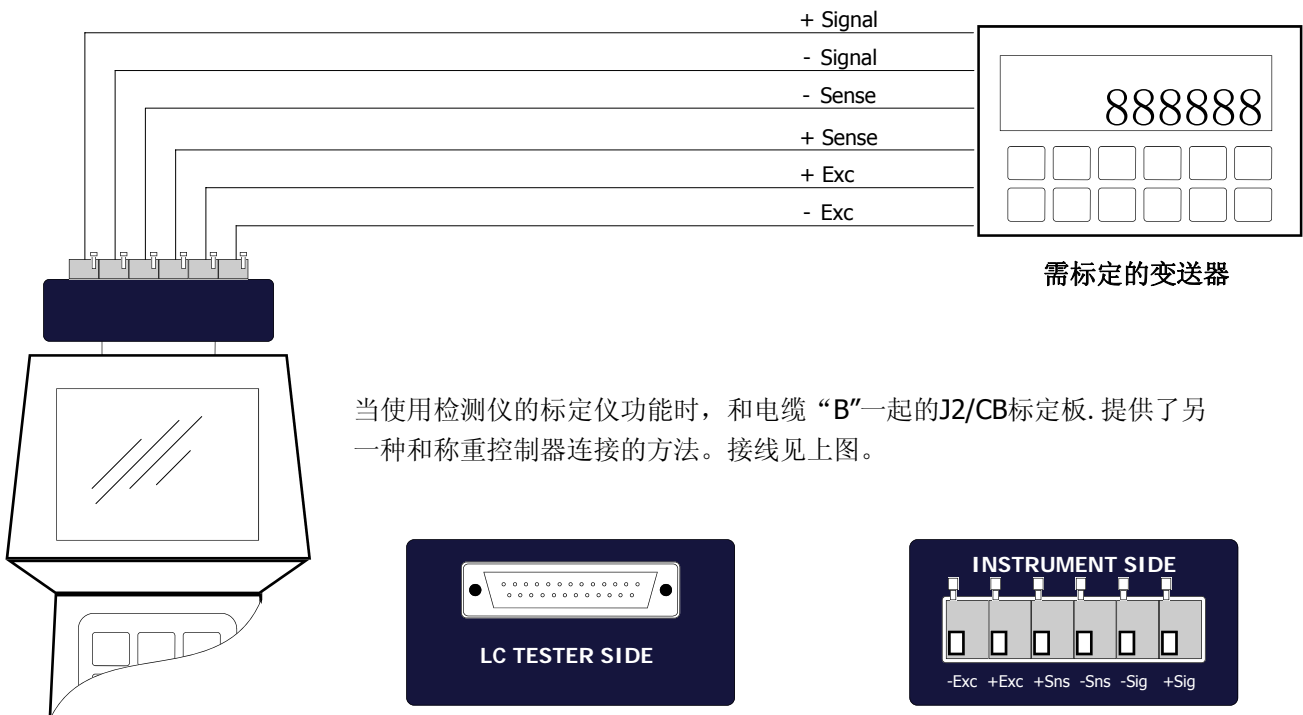 + Signal
- Signal
- Sense
+ Sense
+ Exc
- Exc
888888
需标定的变送器
当使用检测仪的标定仪功能时，和电缆“B”一起的J2/CB标定板. 提供了另
一种和称重控制器连接的方法。接线见上图。
LC TESTER SIDE
INSTRUMENT SIDE
-Exc +Exc +Sns -Sns -Sig +Sig